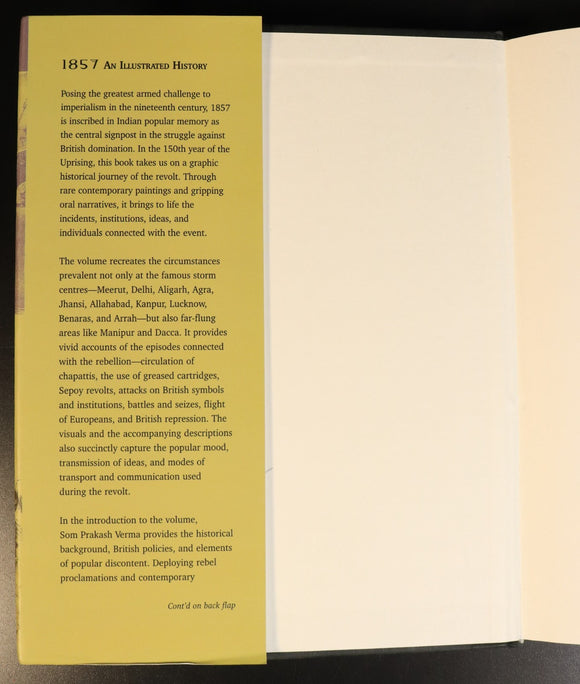 1857 An Illustrated History
Posing the greatest armed challenge to
imperialism in the nineteenth century, 1857
is inscribed in Indian popular memory as
the central signpost in the struggle against
British domination. In the 150th year of the
Uprising, this book takes us on a graphic
historical journey of the revolt. Through
rare contemporary paintings and gripping
oral narratives, it brings to life the
incidents, institutions, ideas, and
individuals connected with the event.
The volume recreates the circumstances
prevalent not only at the famous storm
centres—Meerut, Delhi, Aligarh, Agra,
Jhansi, Allahabad, Kanpur, Lucknow,
Benaras, and Arrah—but also far-flung
areas like Manipur and Dacca. It provides
vivid accounts of the episodes connected
with the rebellion—circulation of
chapattis, the use of greased cartridges,
Sepoy revolts, attacks on British symbols
and institutions, battles and seizes, flight
of Europeans, and British repression. The
visuals and the accompanying descriptions
also succinctly capture the popular mood,
transmission of ideas, and modes of
transport and communication used
during the revolt.
In the introduction to the volume,
Som Prakash Verma provides the historical
background, British policies, and elements
of popular discontent. Deploying rebel
proclamations and contemporary
Cont'd on back flap